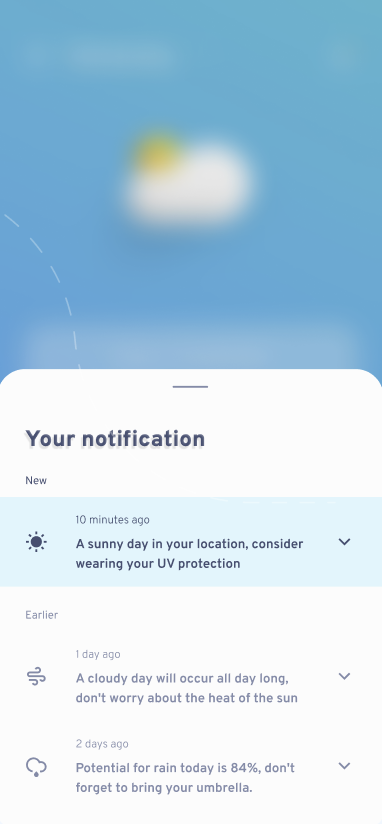 Your notification
New
10 minutes ago
A sunny day in your location, consider
wearing your UV protection
Earlier
1 day ago
A cloudy day will occur all day long,
don't worry about the heat of the sun
2 days ago
Potential for rain today is 84%, don't
forget to bring your umbrella.